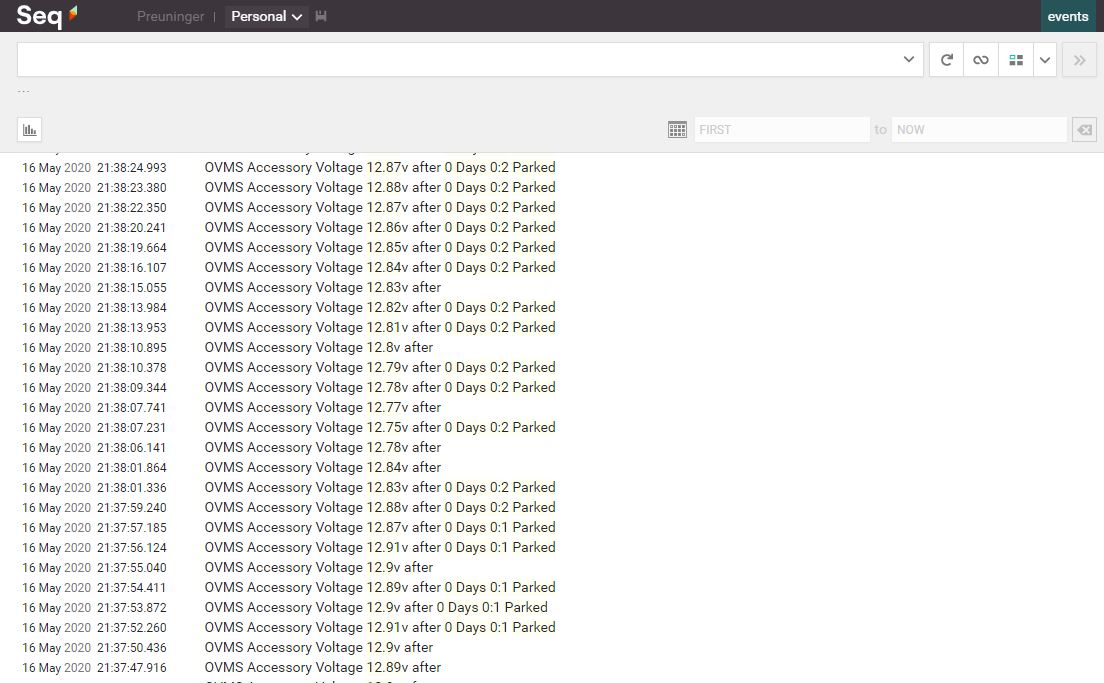 Seq
Preuninger | Personal
events
...
FIRST to NOW
16 May 2020 21:38:24.993 OVMS Accessory Voltage 12.87v after 0 Days 0:2 Parked
16 May 2020 21:38:23.380 OVMS Accessory Voltage 12.88v after 0 Days 0:2 Parked
16 May 2020 21:38:22.350 OVMS Accessory Voltage 12.87v after 0 Days 0:2 Parked
16 May 2020 21:38:20.241 OVMS Accessory Voltage 12.86v after 0 Days 0:2 Parked
16 May 2020 21:38:19.664 OVMS Accessory Voltage 12.85v after 0 Days 0:2 Parked
16 May 2020 21:38:16.107 OVMS Accessory Voltage 12.84v after 0 Days 0:2 Parked
16 May 2020 21:38:15.055 OVMS Accessory Voltage 12.83v after
16 May 2020 21:38:13.984 OVMS Accessory Voltage 12.82v after 0 Days 0:2 Parked
16 May 2020 21:38:13.953 OVMS Accessory Voltage 12.81v after 0 Days 0:2 Parked
16 May 2020 21:38:10.895 OVMS Accessory Voltage 12.8v after
16 May 2020 21:38:10.378 OVMS Accessory Voltage 12.79v after 0 Days 0:2 Parked
16 May 2020 21:38:09.344 OVMS Accessory Voltage 12.78v after 0 Days 0:2 Parked
16 May 2020 21:38:07.741 OVMS Accessory Voltage 12.77v after
16 May 2020 21:38:07.231 OVMS Accessory Voltage 12.75v after 0 Days 0:2 Parked
16 May 2020 21:38:06.141 OVMS Accessory Voltage 12.78v after
16 May 2020 21:38:01.864 OVMS Accessory Voltage 12.84v after
16 May 2020 21:38:01.336 OVMS Accessory Voltage 12.83v after 0 Days 0:2 Parked
16 May 2020 21:37:59.240 OVMS Accessory Voltage 12.88v after 0 Days 0:2 Parked
16 May 2020 21:37:57.185 OVMS Accessory Voltage 12.87v after 0 Days 0:1 Parked
16 May 2020 21:37:56.124 OVMS Accessory Voltage 12.91v after 0 Days 0:1 Parked
16 May 2020 21:37:55.040 OVMS Accessory Voltage 12.9v after
16 May 2020 21:37:54.411 OVMS Accessory Voltage 12.89v after 0 Days 0:1 Parked
16 May 2020 21:37:53.872 OVMS Accessory Voltage 12.9v after 0 Days 0:1 Parked
16 May 2020 21:37:52.260 OVMS Accessory Voltage 12.91v after 0 Days 0:1 Parked
16 May 2020 21:37:50.436 OVMS Accessory Voltage 12.9v after
16 May 2020 21:37:47.916 OVMS Accessory Voltage 12.89v after